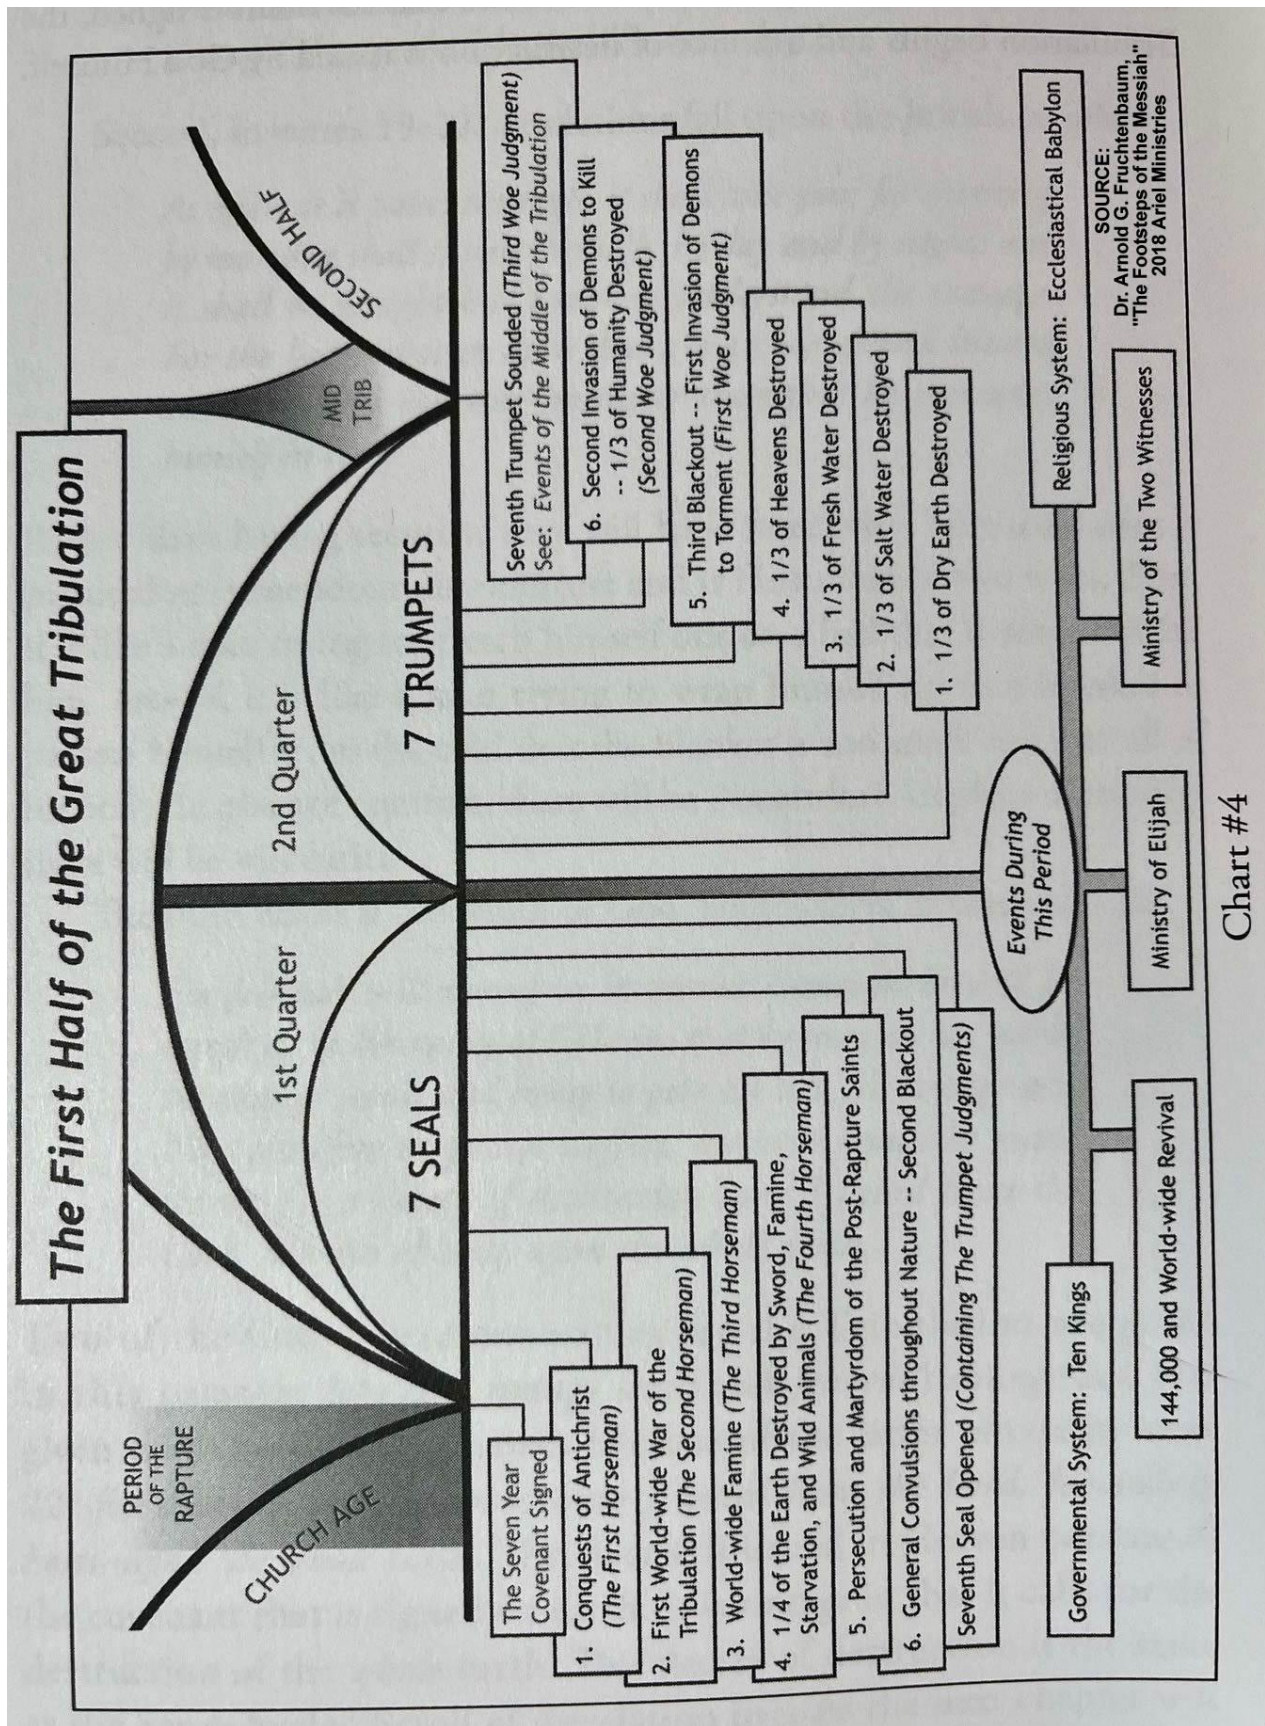 The First Half of the Great Tribulation
PERIOD
OF THE
RAPTURE
CHURCH AGE
1st Quarter
2nd Quarter
MID
TRIB
SECOND HALF
7 SEALS
7 TRUMPETS
The Seven Year
Covenant Signed
1. Conquests of Antichrist
(The First Horseman)
2. First World-wide War of the
Tribulation (The Second Horseman)
3. World-wide Famine (The Third Horseman)
4. 1/4 of the Earth Destroyed by Sword, Famine,
Starvation, and Wild Animals (The Fourth Horseman)
5. Persecution and Martyrdom of the Post-Rapture Saints
6. General Convulsions throughout Nature -- Second Blackout
Seventh Seal Opened (Containing The Trumpet Judgments)
Seventh Trumpet Sounded (Third Woe Judgment)
See: Events of the Middle of the Tribulation
6. Second Invasion of Demons to Kill
-- 1/3 of Humanity Destroyed
(Second Woe Judgment)
5. Third Blackout -- First Invasion of Demons
to Torment (First Woe Judgment)
4. 1/3 of Heavens Destroyed
3. 1/3 of Fresh Water Destroyed
2. 1/3 of Salt Water Destroyed
1. 1/3 of Dry Earth Destroyed
Events During
This Period
Governmental System: Ten Kings
Religious System: Ecclesiastical Babylon
144,000 and World-wide Revival
Ministry of Elijah
Ministry of the Two Witnesses
SOURCE:
Dr. Arnold G. Fruchtenbaum,
"The Footsteps of the Messiah"
2018 Ariel Ministries
Chart #4